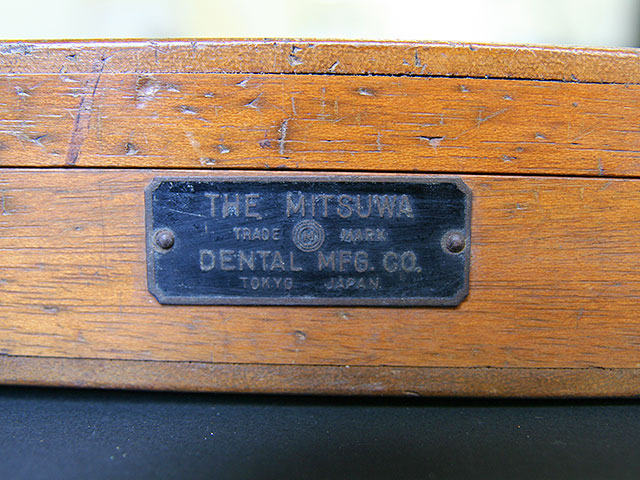 THE MITSUWA
TRADE MARK
DENTAL MFG. CO.
TOKYO JAPAN.